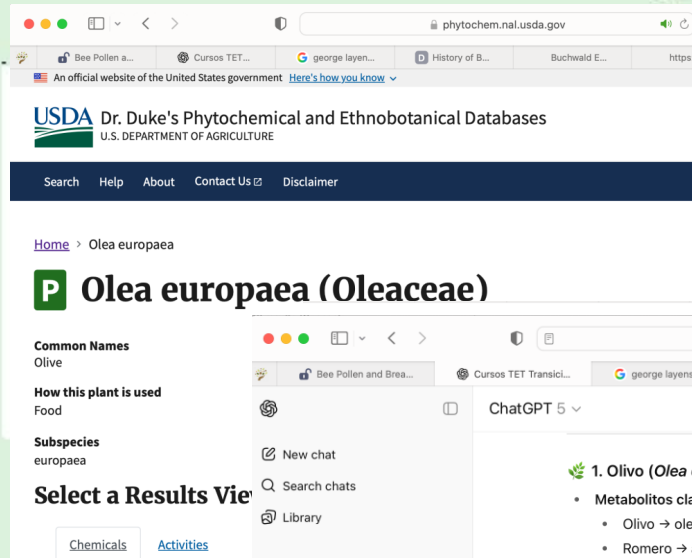 phytochem.nal.usda.gov
Bee Pollen a...
Cursos TET...
G george layen...
D History of B...
Buchwald E...
https
An official website of the United States government Here's how you know
USDA Dr. Duke's Phytochemical and Ethnobotanical Databases
U.S. DEPARTMENT OF AGRICULTURE
Search Help About Contact Us Disclaimer
Home > Olea europaea
P Olea europaea (Oleaceae)
Common Names
Olive
How this plant is used
Food
Subspecies
europaea
Select a Results Vie
Chemicals Activities
Bee Pollen and Brea...
Cursos TET Transici...
G george layens
ChatGPT 5
New chat
Search chats
Library
1. Olivo (Olea
Metabolitos cla
Olivo → ole
Romero →